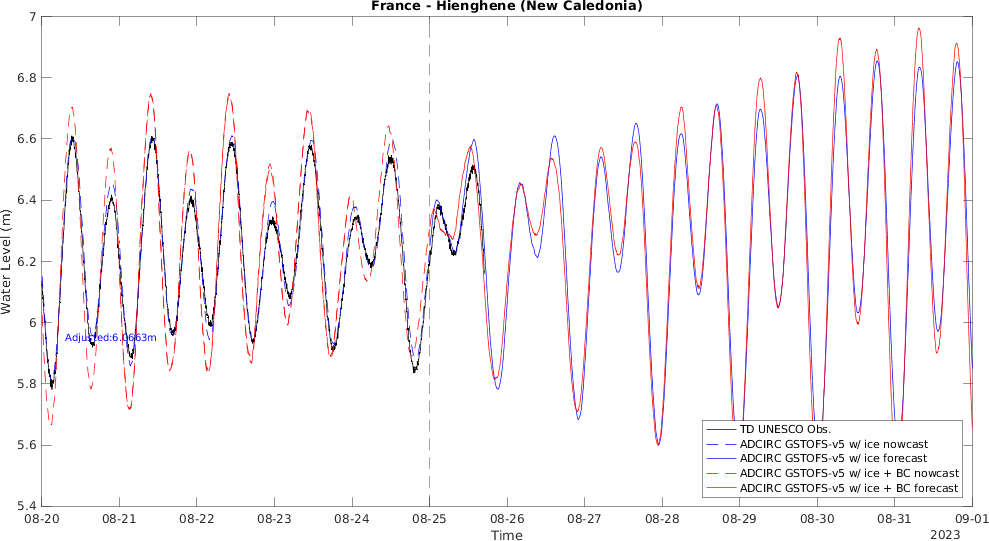 France - Hienghene (New Caledonia)
7
6.8
6.6
6.4
6.2
6
5.8
5.6
5.4
Water Level (m)
Adjusted:6.0663m
TD UNESCO Obs.
ADCIRC GSTOFS-v5 w/ ice nowcast
ADCIRC GSTOFS-v5 w/ ice forecast
ADCIRC GSTOFS-v5 w/ ice + BC nowcast
ADCIRC GSTOFS-v5 w/ ice + BC forecast
08-20 08-21 08-22 08-23 08-24 08-25 08-26 08-27 08-28 08-29 08-30 08-31 09-01
Time
2023